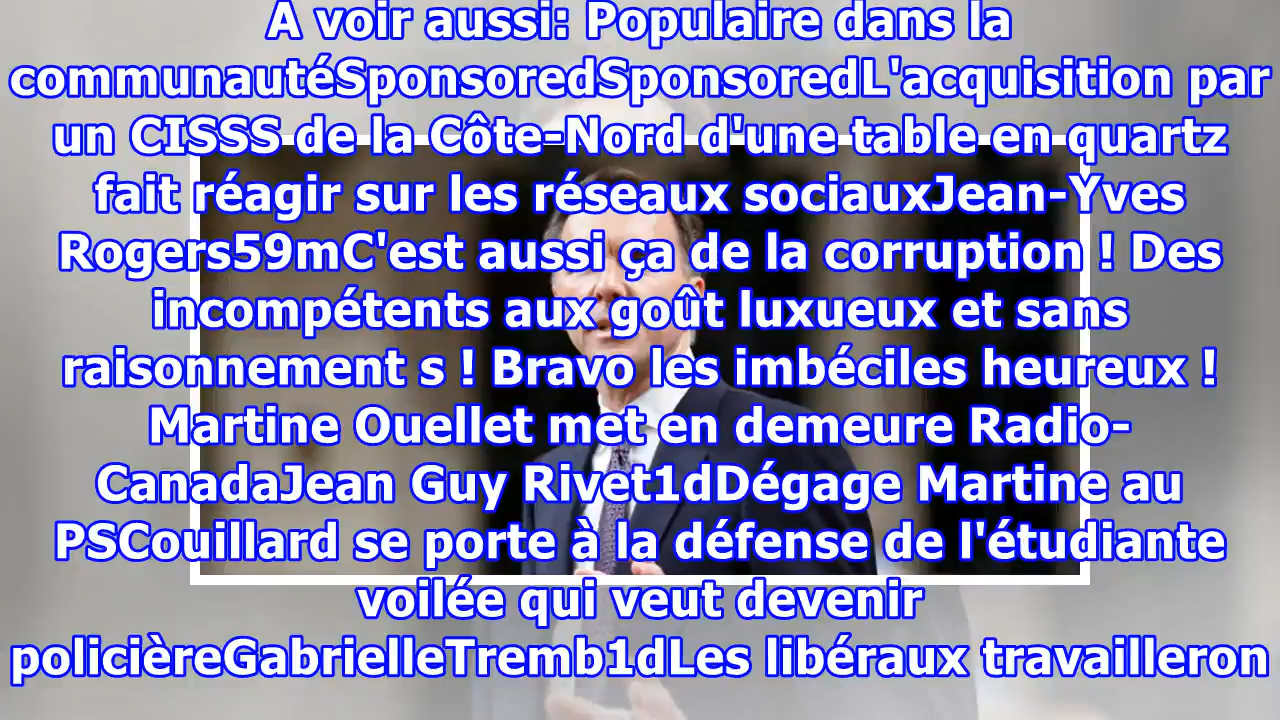 A voir aussi: Populaire dans la
communautéSponsoredSponsoredL'acquisition par
un CISSS de la Côte-Nord d'une table en quartz
fait réagir sur les réseaux sociauxJean-Yves
Rogers59mC'est aussi ça de la corruption ! Des
incompétents aux goût luxueux et sans
raisonnement s ! Bravo les imbéciles heureux !
Martine Ouellet met en demeure Radio-
CanadaJean Guy Rivet1dDégage Martine au
PSCouillard se porte à la défense de l'étudiante
voilée qui veut devenir
policièreGabrielleTremb1dLes libéraux travailleron